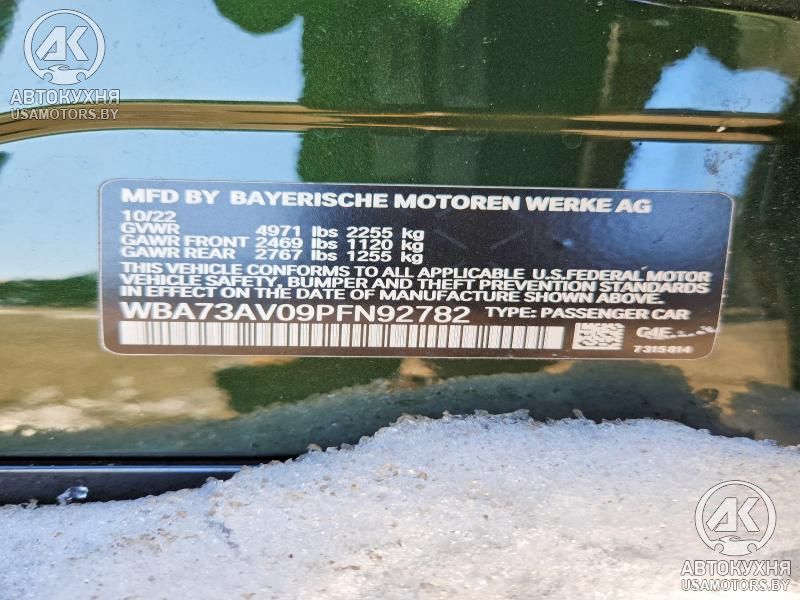 AK
АВТОКУХНЯ
USAMOTORS.BY
MFD BY BAYERISCHE MOTOREN WERKE AG
10/22
GVWR 4971 lbs 2255 kg
GAWR FRONT 2469 lbs 1120 kg
GAWR REAR 2767 lbs 1255 kg
THIS VEHICLE CONFORMS TO ALL APPLICABLE U.S.FEDERAL MOTOR
VEHICLE SAFETY, BUMPER AND THEFT PREVENTION STANDARDS
IN EFFECT ON THE DATE OF MANUFACTURE SHOWN ABOVE.
WBA73AV09PFN92782 TYPE: PASSENGER CAR
G4E
7315814
AK
АВТОКУХНЯ
USAMOTORS.BY